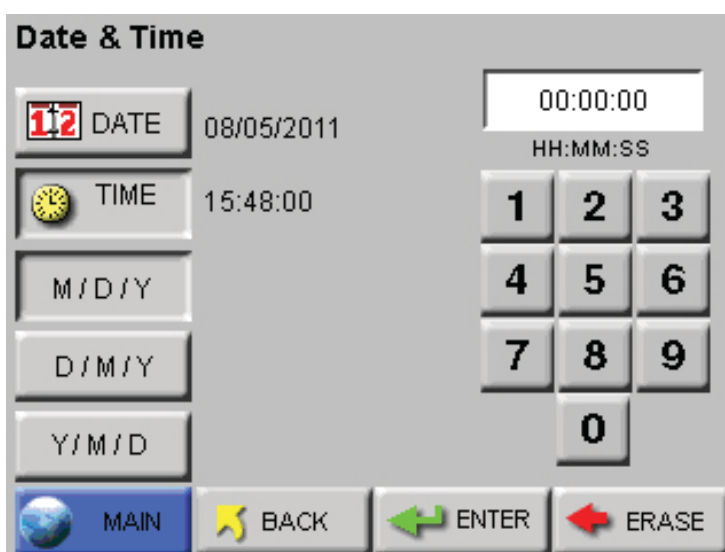 Date & Time
12 DATE 08/05/2011
00:00:00
HH:MM:SS
TIME 15:48:00
1 2 3
M/D/Y
4 5 6
D/M/Y
7 8 9
Y/M/D
0
MAIN BACK ENTER ERASE